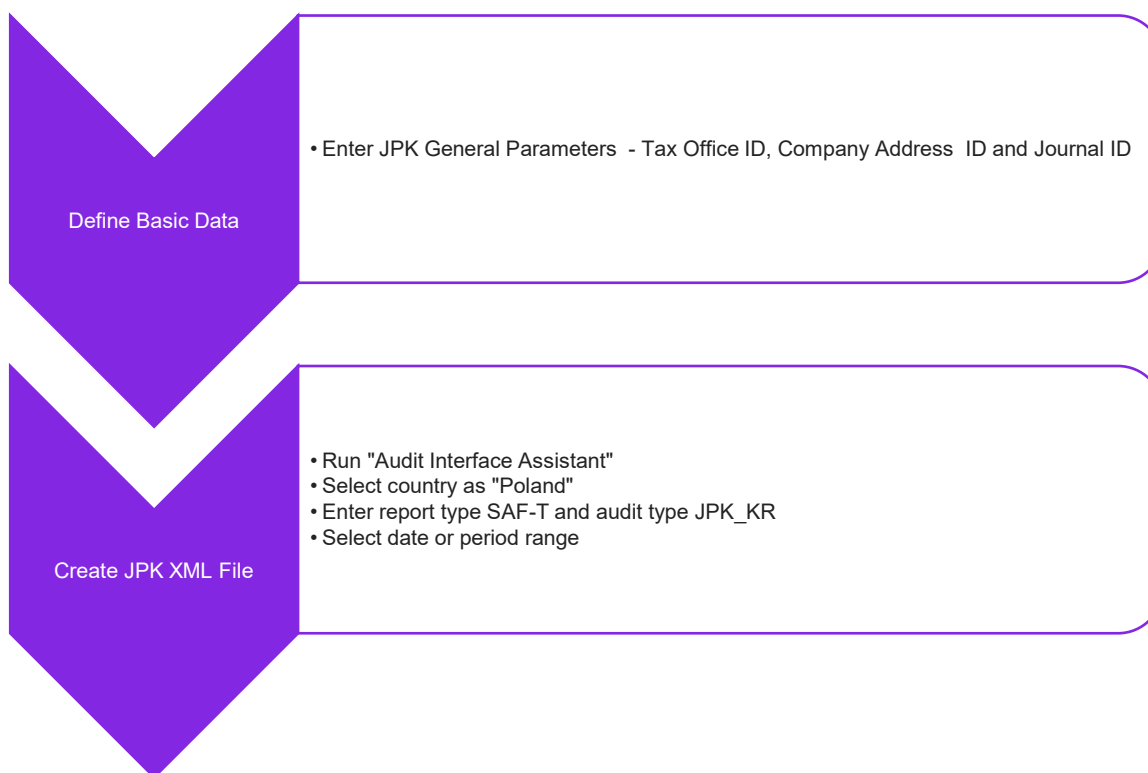 Define Basic Data
• Enter JPK General Parameters - Tax Office ID, Company Address ID and Journal ID
Create JPK XML File
• Run "Audit Interface Assistant"
• Select country as "Poland"
• Enter report type SAF-T and audit type JPK_KR
• Select date or period range